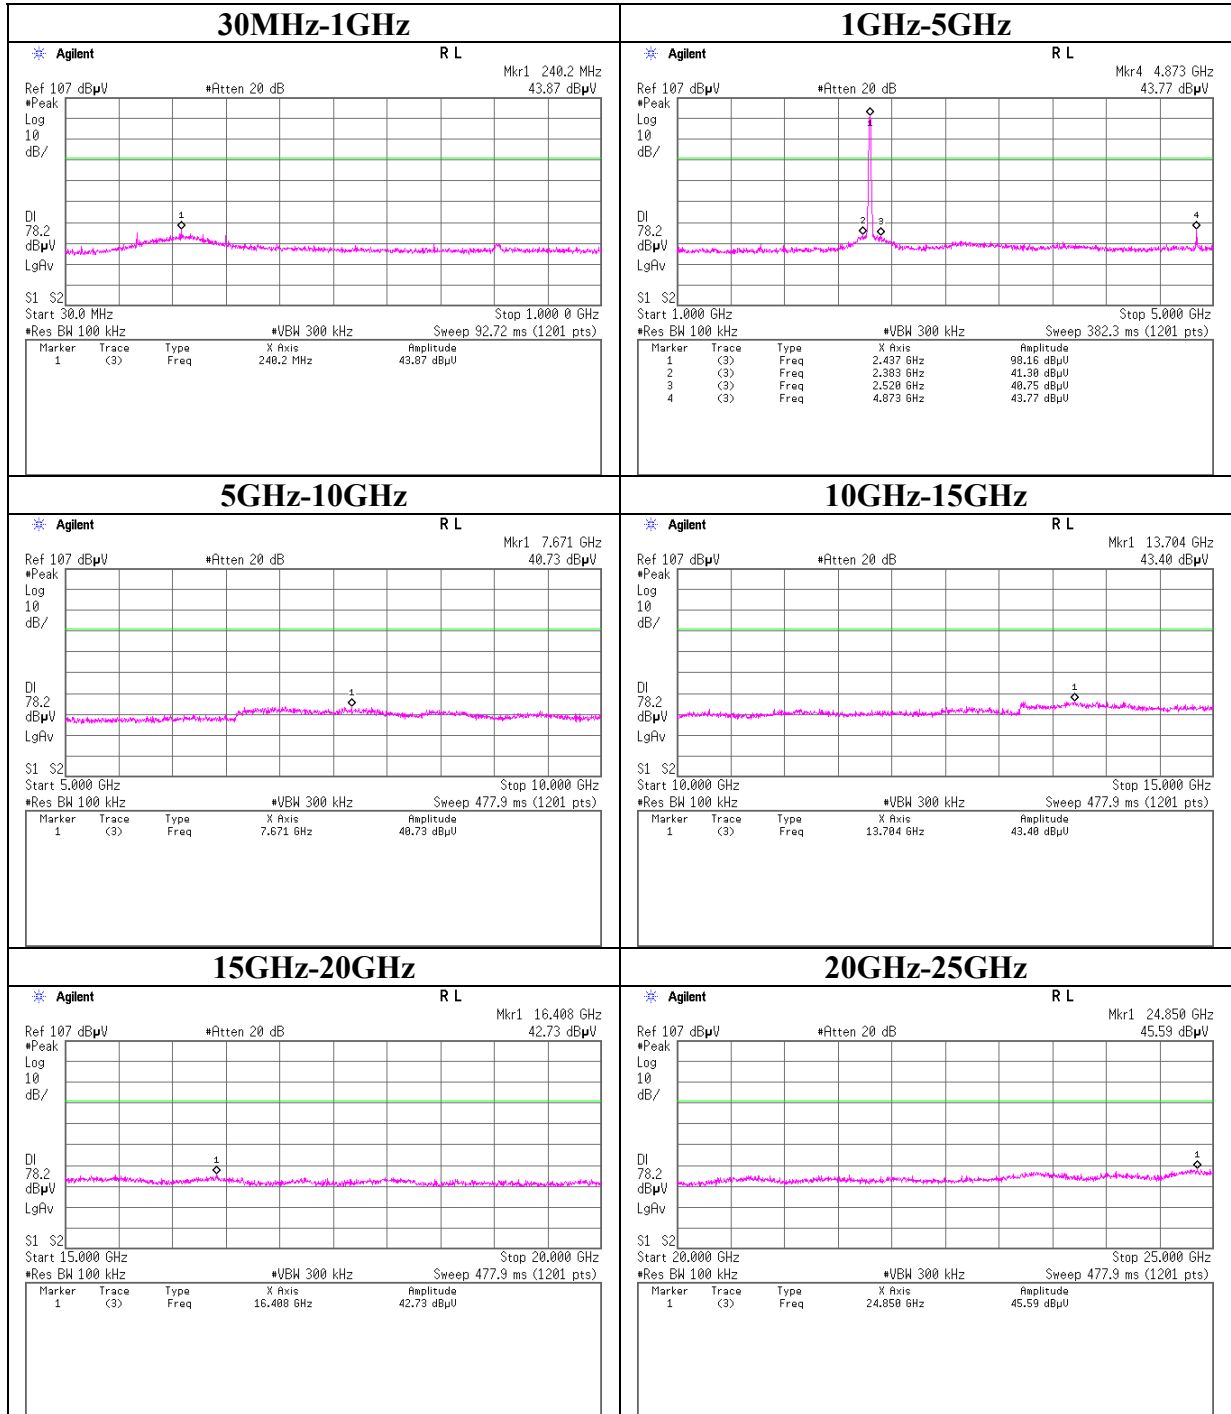 30MHz-1GHz
Agilent R L
Mkr1 240.2 MHz
Ref 107 dBµV #Atten 20 dB 43.87 dBµV
#Peak
Log
10
dB/
1
DI
78.2
dBµV
LgAv
S1 S2
Start 30.0 MHz Stop 1.000 0 GHz
#Res BW 100 kHz #VBW 300 kHz Sweep 92.72 ms (1201 pts)
Marker Trace Type X Axis Amplitude
1 (3) Freq 240.2 MHz 43.87 dBµV
1GHz-5GHz
Agilent R L
Mkr4 4.873 GHz
Ref 107 dBµV #Atten 20 dB 43.77 dBµV
#Peak
Log
10
dB/
1
DI
78.2
dBµV
2 3 4
LgAv
S1 S2
Start 1.000 GHz Stop 5.000 GHz
#Res BW 100 kHz #VBW 300 kHz Sweep 382.3 ms (1201 pts)
Marker Trace Type X Axis Amplitude
1 (3) Freq 2.437 GHz 98.16 dBµV
2 (3) Freq 2.383 GHz 41.30 dBµV
3 (3) Freq 2.520 GHz 40.75 dBµV
4 (3) Freq 4.873 GHz 43.77 dBµV
5GHz-10GHz
Agilent R L
Mkr1 7.671 GHz
Ref 107 dBµV #Atten 20 dB 40.73 dBµV
#Peak
Log
10
dB/
1
DI
78.2
dBµV
LgAv
S1 S2
Start 5.000 GHz Stop 10.000 GHz
#Res BW 100 kHz #VBW 300 kHz Sweep 477.9 ms (1201 pts)
Marker Trace Type X Axis Amplitude
1 (3) Freq 7.671 GHz 40.73 dBµV
10GHz-15GHz
Agilent R L
Mkr1 13.704 GHz
Ref 107 dBµV #Atten 20 dB 43.40 dBµV
#Peak
Log
10
dB/
1
DI
78.2
dBµV
LgAv
S1 S2
Start 10.000 GHz Stop 15.000 GHz
#Res BW 100 kHz #VBW 300 kHz Sweep 477.9 ms (1201 pts)
Marker Trace Type X Axis Amplitude
1 (3) Freq 13.704 GHz 43.40 dBµV
15GHz-20GHz
Agilent R L
Mkr1 16.408 GHz
Ref 107 dBµV #Atten 20 dB 42.73 dBµV
#Peak
Log
10
dB/
1
DI
78.2
dBµV
LgAv
S1 S2
Start 15.000 GHz Stop 20.000 GHz
#Res BW 100 kHz #VBW 300 kHz Sweep 477.9 ms (1201 pts)
Marker Trace Type X Axis Amplitude
1 (3) Freq 16.408 GHz 42.73 dBµV
20GHz-25GHz
Agilent R L
Mkr1 24.850 GHz
Ref 107 dBµV #Atten 20 dB 45.59 dBµV
#Peak
Log
10
dB/
1
DI
78.2
dBµV
LgAv
S1 S2
Start 20.000 GHz Stop 25.000 GHz
#Res BW 100 kHz #VBW 300 kHz Sweep 477.9 ms (1201 pts)
Marker Trace Type X Axis Amplitude
1 (3) Freq 24.850 GHz 45.59 dBµV